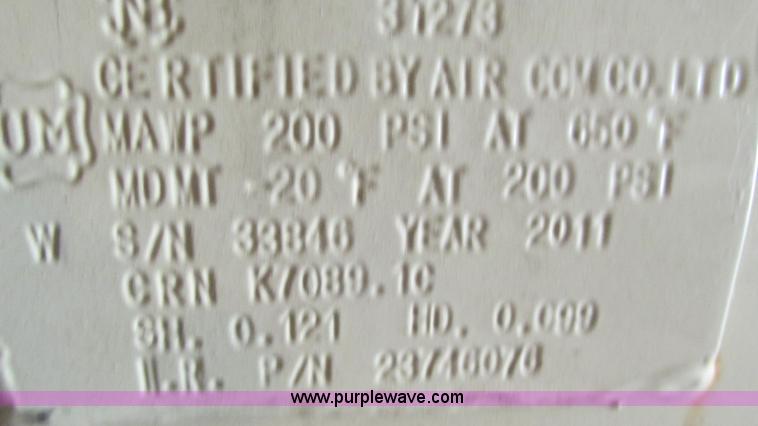 31273
CERTIFIED BY AIR COM CO. LTD
UM MAWP 200 PSI AT 650 °F
MDMT -20 °F AT 200 PSI
W S/N 33846 YEAR 2011
CRN K7089.1C
SH. 0.121 HD. 0.099
P/N 23746076
www.purplewave.com